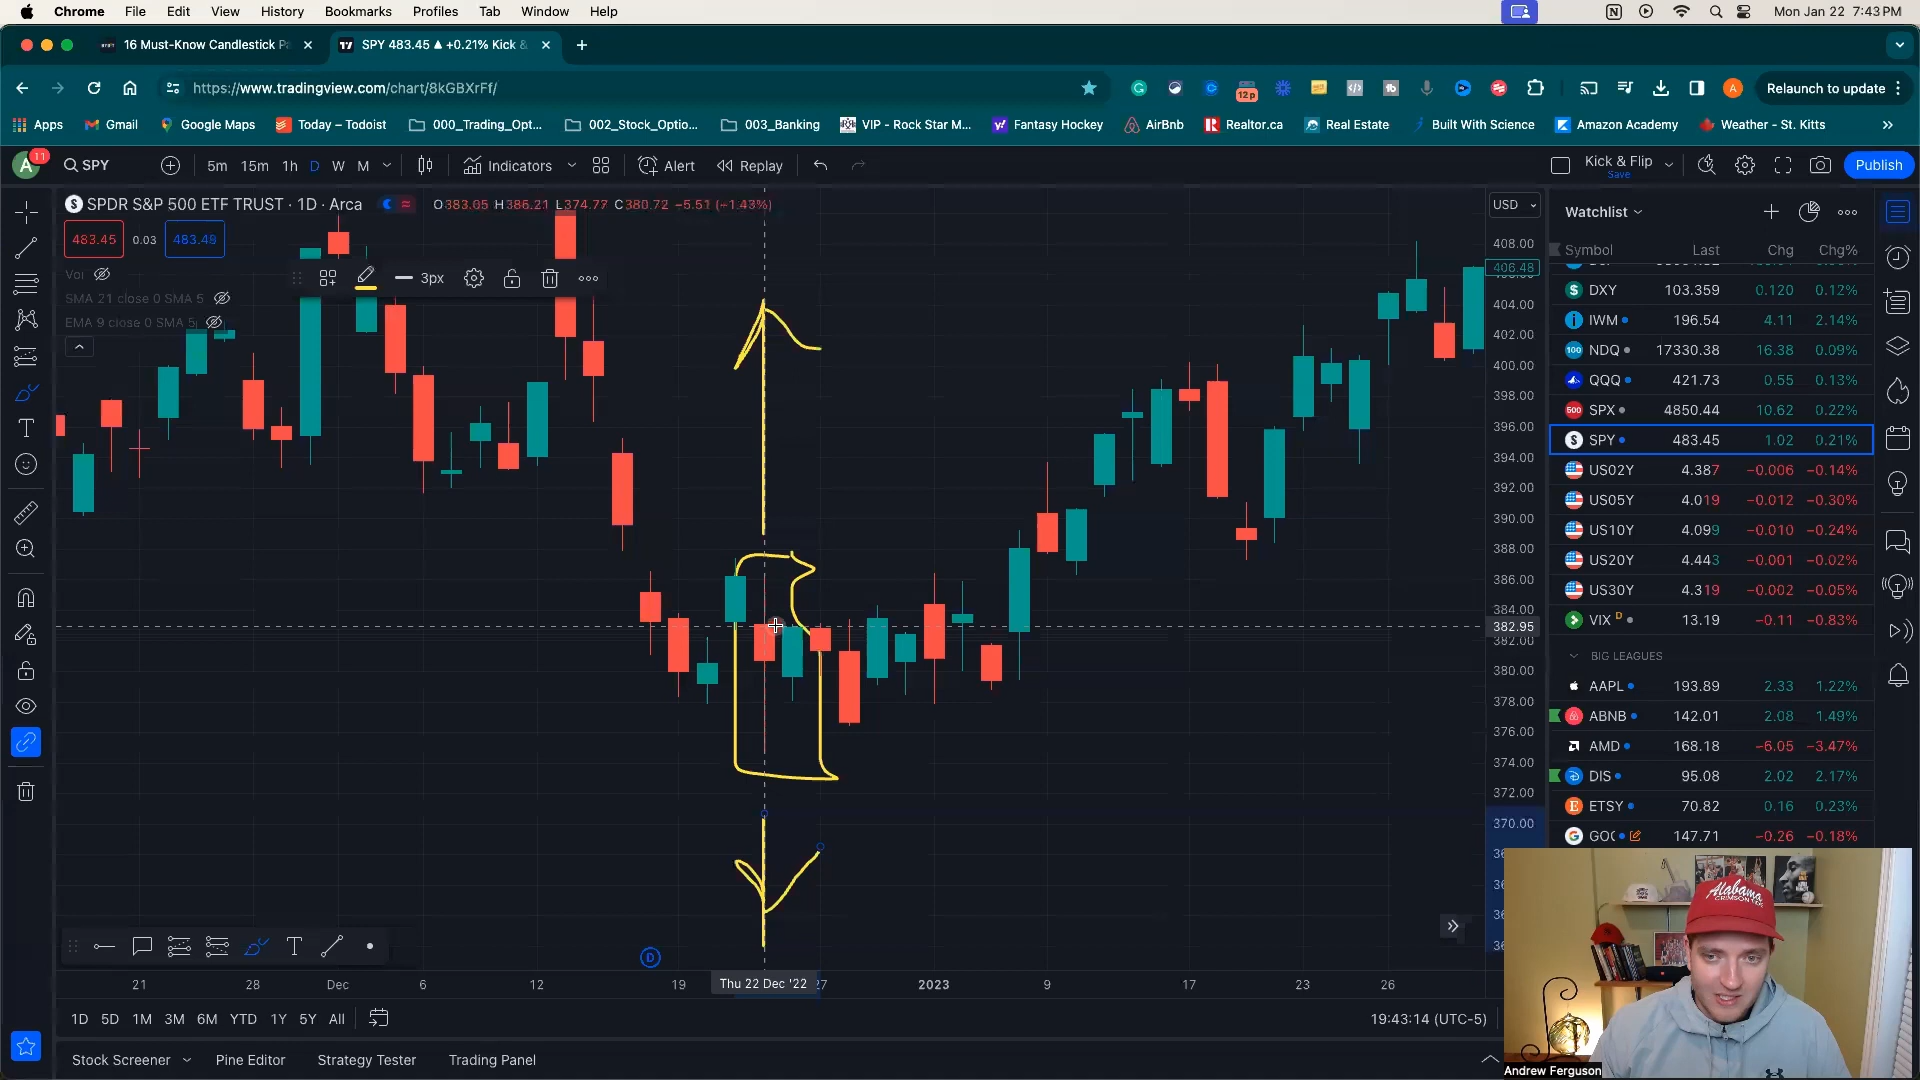 Chrome File Edit View History Bookmarks Profiles Tab Window Help Mon Jan 22 7:43 PM
16 Must-Know Candlestick P SPY 483.45 ▲ +0.21% Kick &
https://www.tradingview.com/chart/8kGBXrFf/ 12p A Relaunch to update
Apps Gmail Google Maps Today – Todoist 000_Trading_Opt... 002_Stock_Optio... 003_Banking VIP - Rock Star M... Fantasy Hockey AirBnb Realtor.ca Real Estate Built With Science Amazon Academy Weather - St. Kitts »
A 11 SPY 5m 15m 1h D W M Indicators Alert Replay Kick & Flip Save Publish
SPDR S&P 500 ETF TRUST · 1D · Arca O383.05 H386.21 L374.77 C380.72 −5.51 (−1.43%) USD
483.45 0.03 483.48
Vol
SMA 21 close 0 SMA 5
EMA 9 close 0 SMA 5
3px
408.00
406.48
404.00
402.00
400.00
398.00
396.00
394.00
392.00
390.00
388.00
386.00
384.00
382.95
382.00
380.00
378.00
376.00
374.00
372.00
370.00
Watchlist
Symbol Last Chg Chg%
DXY 103.359 0.120 0.12%
IWM 196.54 4.11 2.14%
100 NDQ 17330.38 16.38 0.09%
QQQ 421.73 0.55 0.13%
500 SPX 4850.44 10.62 0.22%
SPY 483.45 1.02 0.21%
US02Y 4.387 −0.006 −0.14%
US05Y 4.019 −0.012 −0.30%
US10Y 4.099 −0.010 −0.24%
US20Y 4.443 −0.001 −0.02%
US30Y 4.319 −0.002 −0.05%
VIX D 13.19 −0.11 −0.83%
BIG LEAGUES
AAPL 193.89 2.33 1.22%
ABNB 142.01 2.08 1.49%
AMD 168.18 −6.05 −3.47%
DIS 95.08 2.02 2.17%
ETSY 70.82 0.16 0.23%
GOO 147.71 −0.26 −0.18%
D
21 28 Dec 6 12 19 Thu 22 Dec '22 27 2023 9 17 23 26
1D 5D 1M 3M 6M YTD 1Y 5Y All 19:43:14 (UTC-5)
Stock Screener Pine Editor Strategy Tester Trading Panel
Alabama
Andrew Ferguson